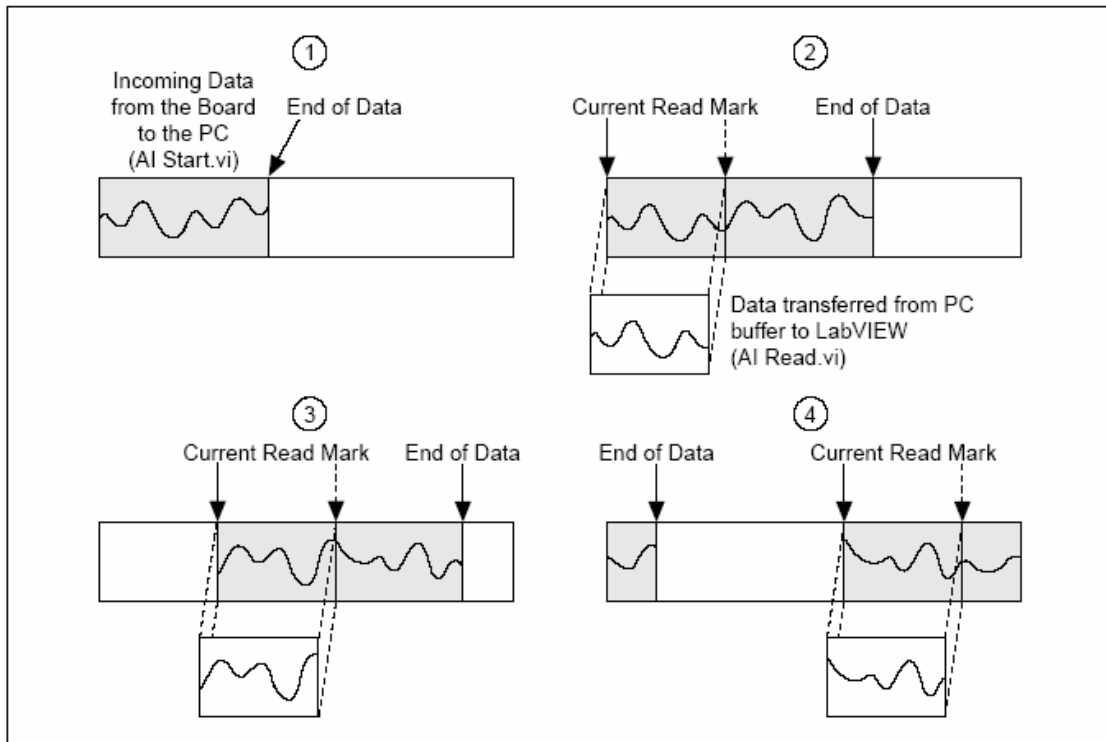 1
Incoming Data
from the Board
to the PC
(AI Start.vi)
End of Data
2
Current Read Mark
End of Data
Data transferred from PC
buffer to LabVIEW
(AI Read.vi)
3
Current Read Mark
End of Data
4
End of Data
Current Read Mark